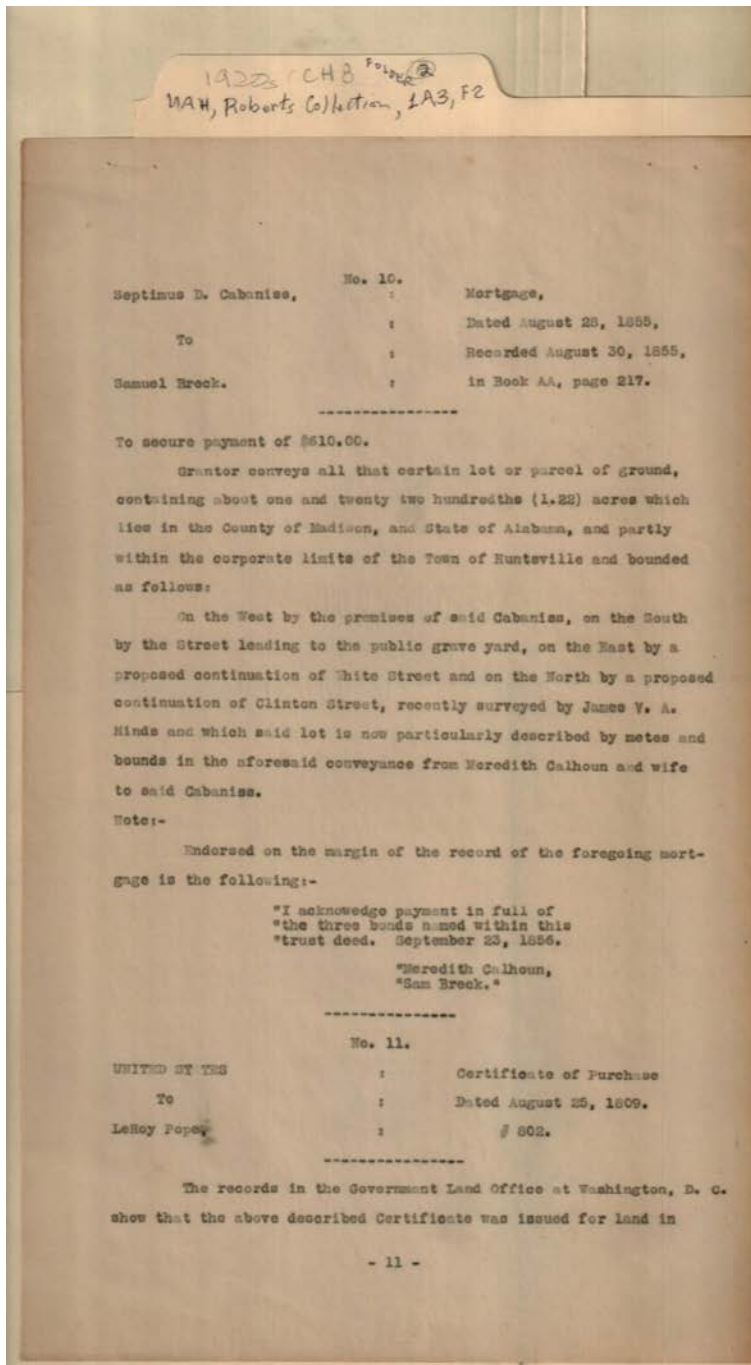 1920s CHB FOLDER 2
UAH, Roberts Collection, 1A3, F2
No. 10.
Septimus D. Cabaniss, : Mortgage,
: Dated August 28, 1855,
To
: Recorded August 30, 1855,
Samuel Breck. : in Book AA, page 217.
----------------
To secure payment of $610.00.
Grantor conveys all that certain lot or parcel of ground,
containing about one and twenty two hundredths (1.22) acres which
lies in the County of Madison, and State of Alabama, and partly
within the corporate limits of the Town of Huntsville and bounded
as follows:
On the West by the premises of said Cabaniss, on the South
by the Street leading to the public grave yard, on the East by a
proposed continuation of White Street and on the North by a proposed
continuation of Clinton Street, recently surveyed by James V. A.
Hinds and which said lot is now particularly described by metes and
bounds in the aforesaid conveyance from Meredith Calhoun and wife
to said Cabaniss.
Note:-
Endorsed on the margin of the record of the foregoing mort-
gage is the following:-
"I acknowedge payment in full of
"the three bonds named within this
"trust deed. September 23, 1856.
"Meredith Calhoun,
"Sam Breck."
---------------
No. 11.
UNITED STATES : Certificate of Purchase
To : Dated August 25, 1809.
LeRoy Pope, : # 802.
----------------
The records in the Government Land Office at Washington, D. C.
show that the above described Certificate was issued for land in
- 11 -